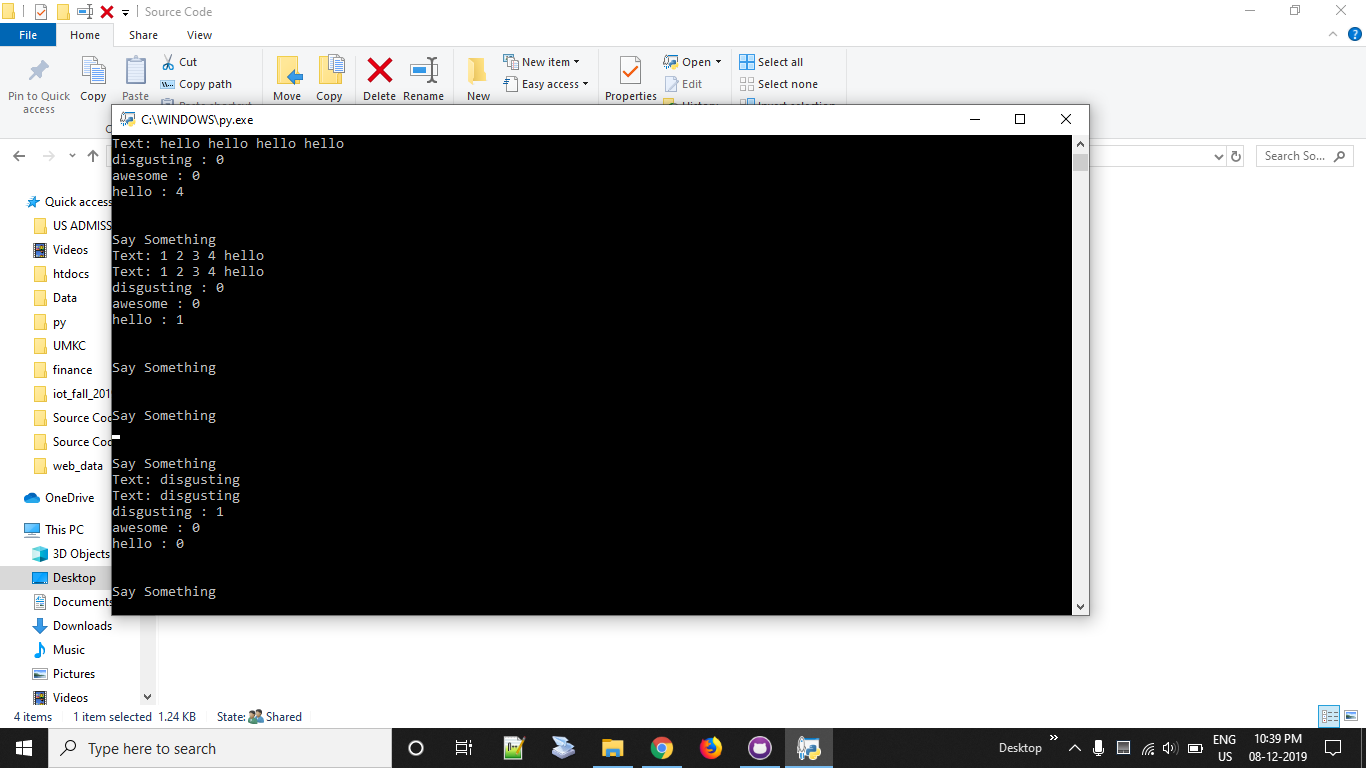 Source Code
File
Home
Share
View
Pin to Quick
access
Copy
Paste
Cut
Copy path
Paste shortcut
Move
Copy
Delete
Rename
New
New item
Easy access
Properties
Open
Edit
History
Select all
Select none
Invert selection
Search So...
C:\WINDOWS\py.exe
Text: hello hello hello hello
disgusting : 0
awesome : 0
hello : 4
Say Something
Text: 1 2 3 4 hello
Text: 1 2 3 4 hello
disgusting : 0
awesome : 0
hello : 1
Say Something
Say Something
Say Something
Text: disgusting
Text: disgusting
disgusting : 1
awesome : 0
hello : 0
Say Something
Quick access
US ADMISS
Videos
htdocs
Data
py
UMKC
finance
iot_fall_201
Source Cod
Source Cod
web_data
OneDrive
This PC
3D Objects
Desktop
Documents
Downloads
Music
Pictures
Videos
4 items 1 item selected 1.24 KB State: Shared
Type here to search
Desktop
ENG
US
10:39 PM
08-12-2019